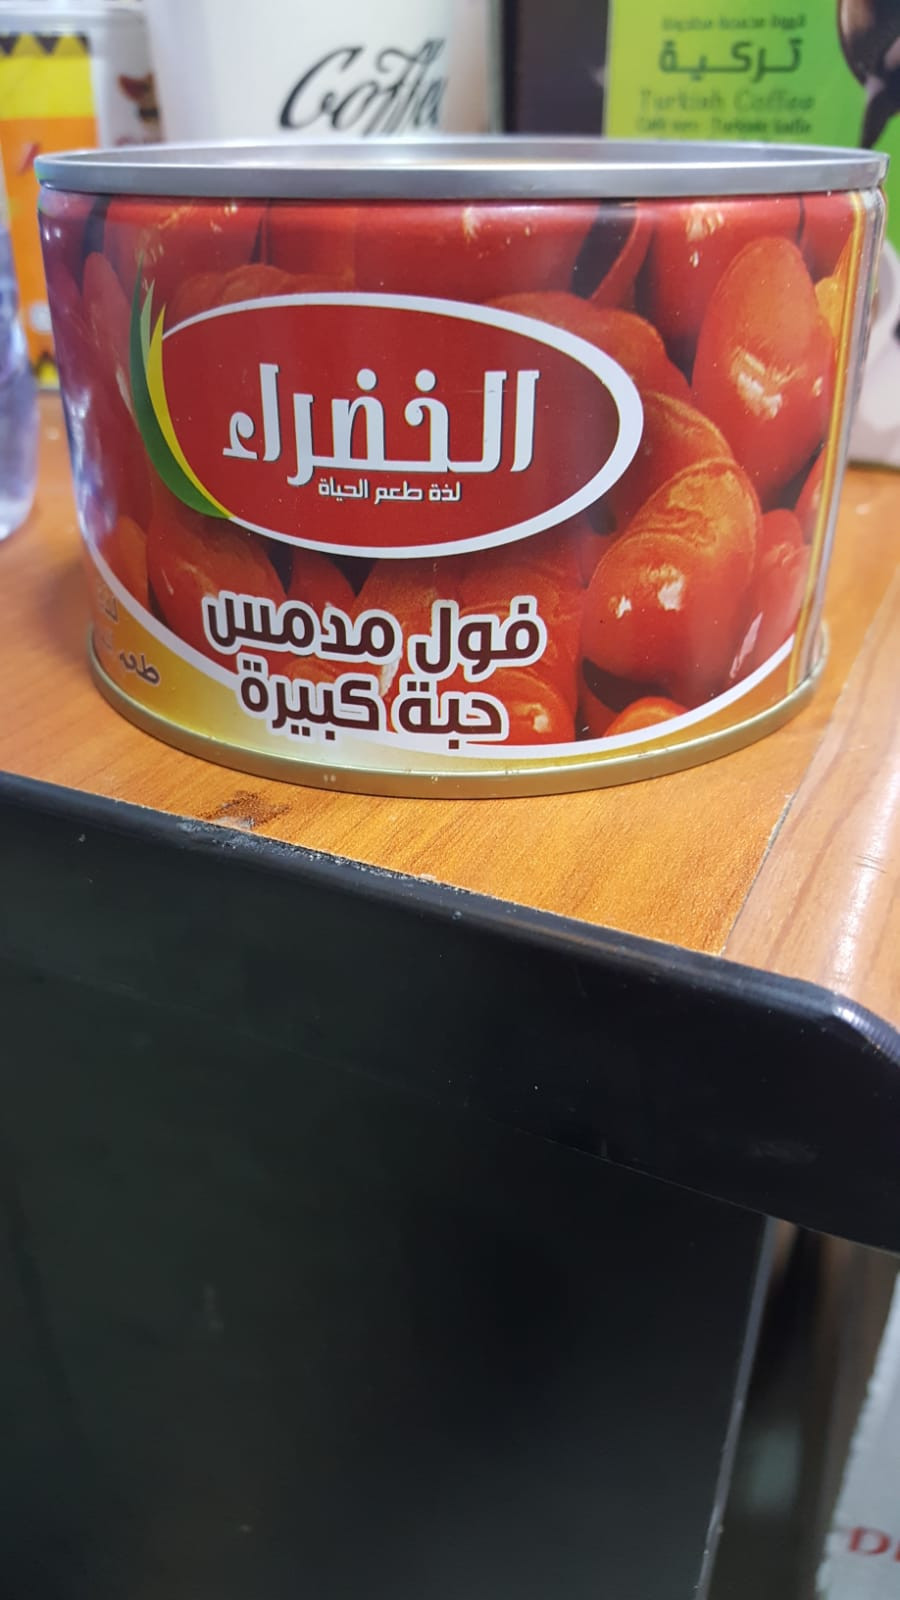 Coffee
تركية
Turkish Coffee
الخضراء
لذة طعم الحياة
فول مدمس
حبة كبيرة